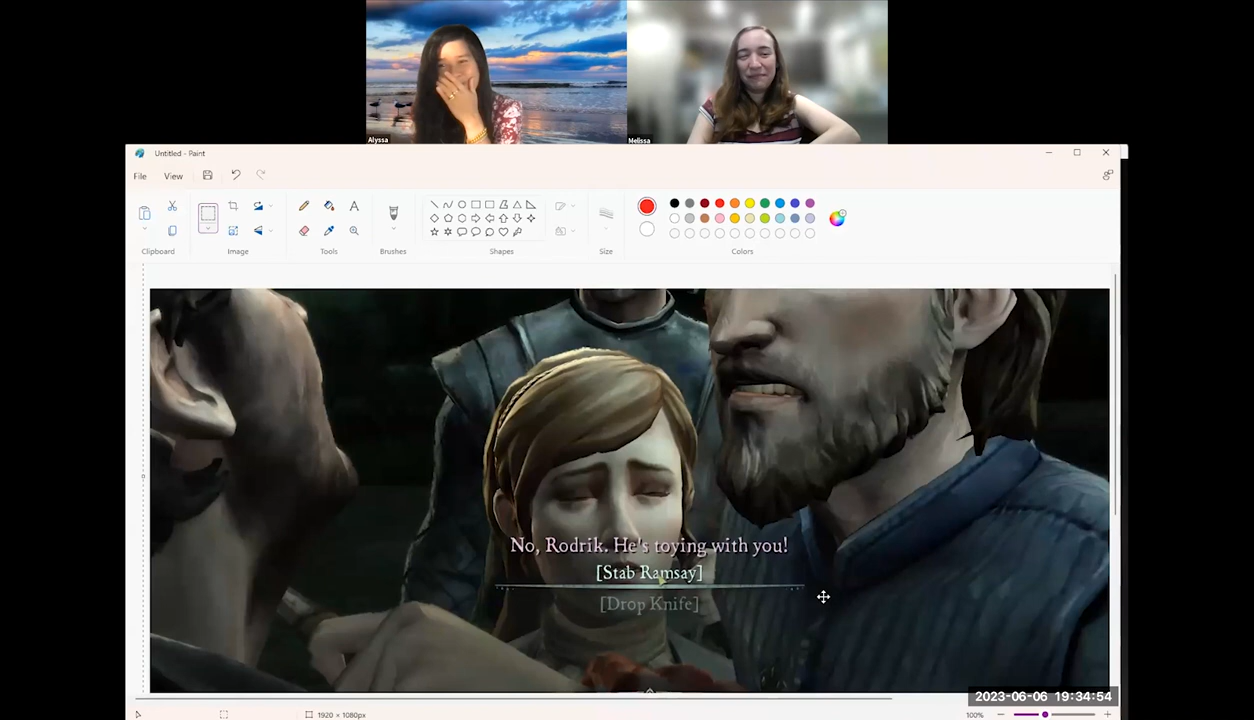 Alyssa
Melissa
Untitled - Paint
File
View
Clipboard
Image
Tools
Brushes
Shapes
Size
Colors
A
No, Rodrik. He's toying with you!
[Stab Ramsay]
[Drop Knife]
2023-06-06 19:34:54
1920 × 1080px
100%